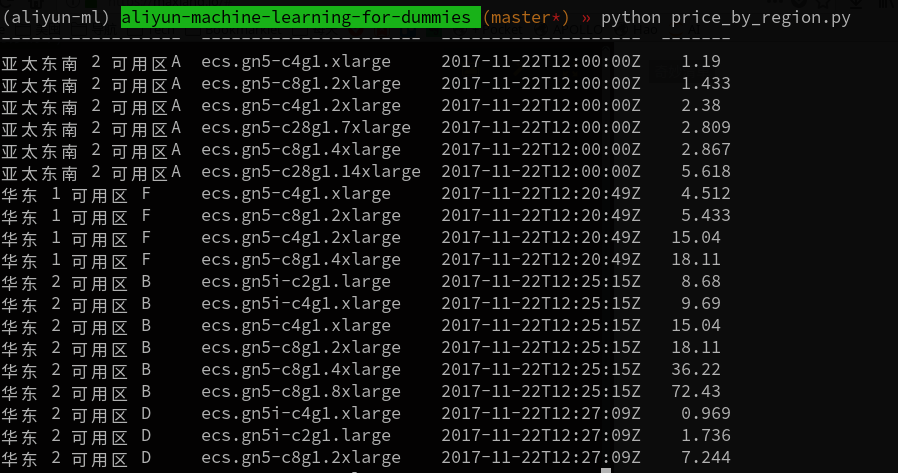 (aliyun-ml) aliyun-machine-learning-for-dummies (master*) » python price_by_region.py
亚太东南 2 可用区A ecs.gn5-c4g1.xlarge 2017-11-22T12:00:00Z 1.19
亚太东南 2 可用区A ecs.gn5-c8g1.2xlarge 2017-11-22T12:00:00Z 1.433
亚太东南 2 可用区A ecs.gn5-c4g1.2xlarge 2017-11-22T12:00:00Z 2.38
亚太东南 2 可用区A ecs.gn5-c28g1.7xlarge 2017-11-22T12:00:00Z 2.809
亚太东南 2 可用区A ecs.gn5-c8g1.4xlarge 2017-11-22T12:00:00Z 2.867
亚太东南 2 可用区A ecs.gn5-c28g1.14xlarge 2017-11-22T12:00:00Z 5.618
华东 1 可用区 F ecs.gn5-c4g1.xlarge 2017-11-22T12:20:49Z 4.512
华东 1 可用区 F ecs.gn5-c8g1.2xlarge 2017-11-22T12:20:49Z 5.433
华东 1 可用区 F ecs.gn5-c4g1.2xlarge 2017-11-22T12:20:49Z 15.04
华东 1 可用区 F ecs.gn5-c8g1.4xlarge 2017-11-22T12:20:49Z 18.11
华东 2 可用区 B ecs.gn5i-c2g1.large 2017-11-22T12:25:15Z 8.68
华东 2 可用区 B ecs.gn5i-c4g1.xlarge 2017-11-22T12:25:15Z 9.69
华东 2 可用区 B ecs.gn5-c4g1.xlarge 2017-11-22T12:25:15Z 15.04
华东 2 可用区 B ecs.gn5-c8g1.2xlarge 2017-11-22T12:25:15Z 18.11
华东 2 可用区 B ecs.gn5-c8g1.4xlarge 2017-11-22T12:25:15Z 36.22
华东 2 可用区 B ecs.gn5-c8g1.8xlarge 2017-11-22T12:25:15Z 72.43
华东 2 可用区 D ecs.gn5i-c4g1.xlarge 2017-11-22T12:27:09Z 0.969
华东 2 可用区 D ecs.gn5i-c2g1.large 2017-11-22T12:27:09Z 1.736
华东 2 可用区 D ecs.gn5-c8g1.2xlarge 2017-11-22T12:27:09Z 7.244